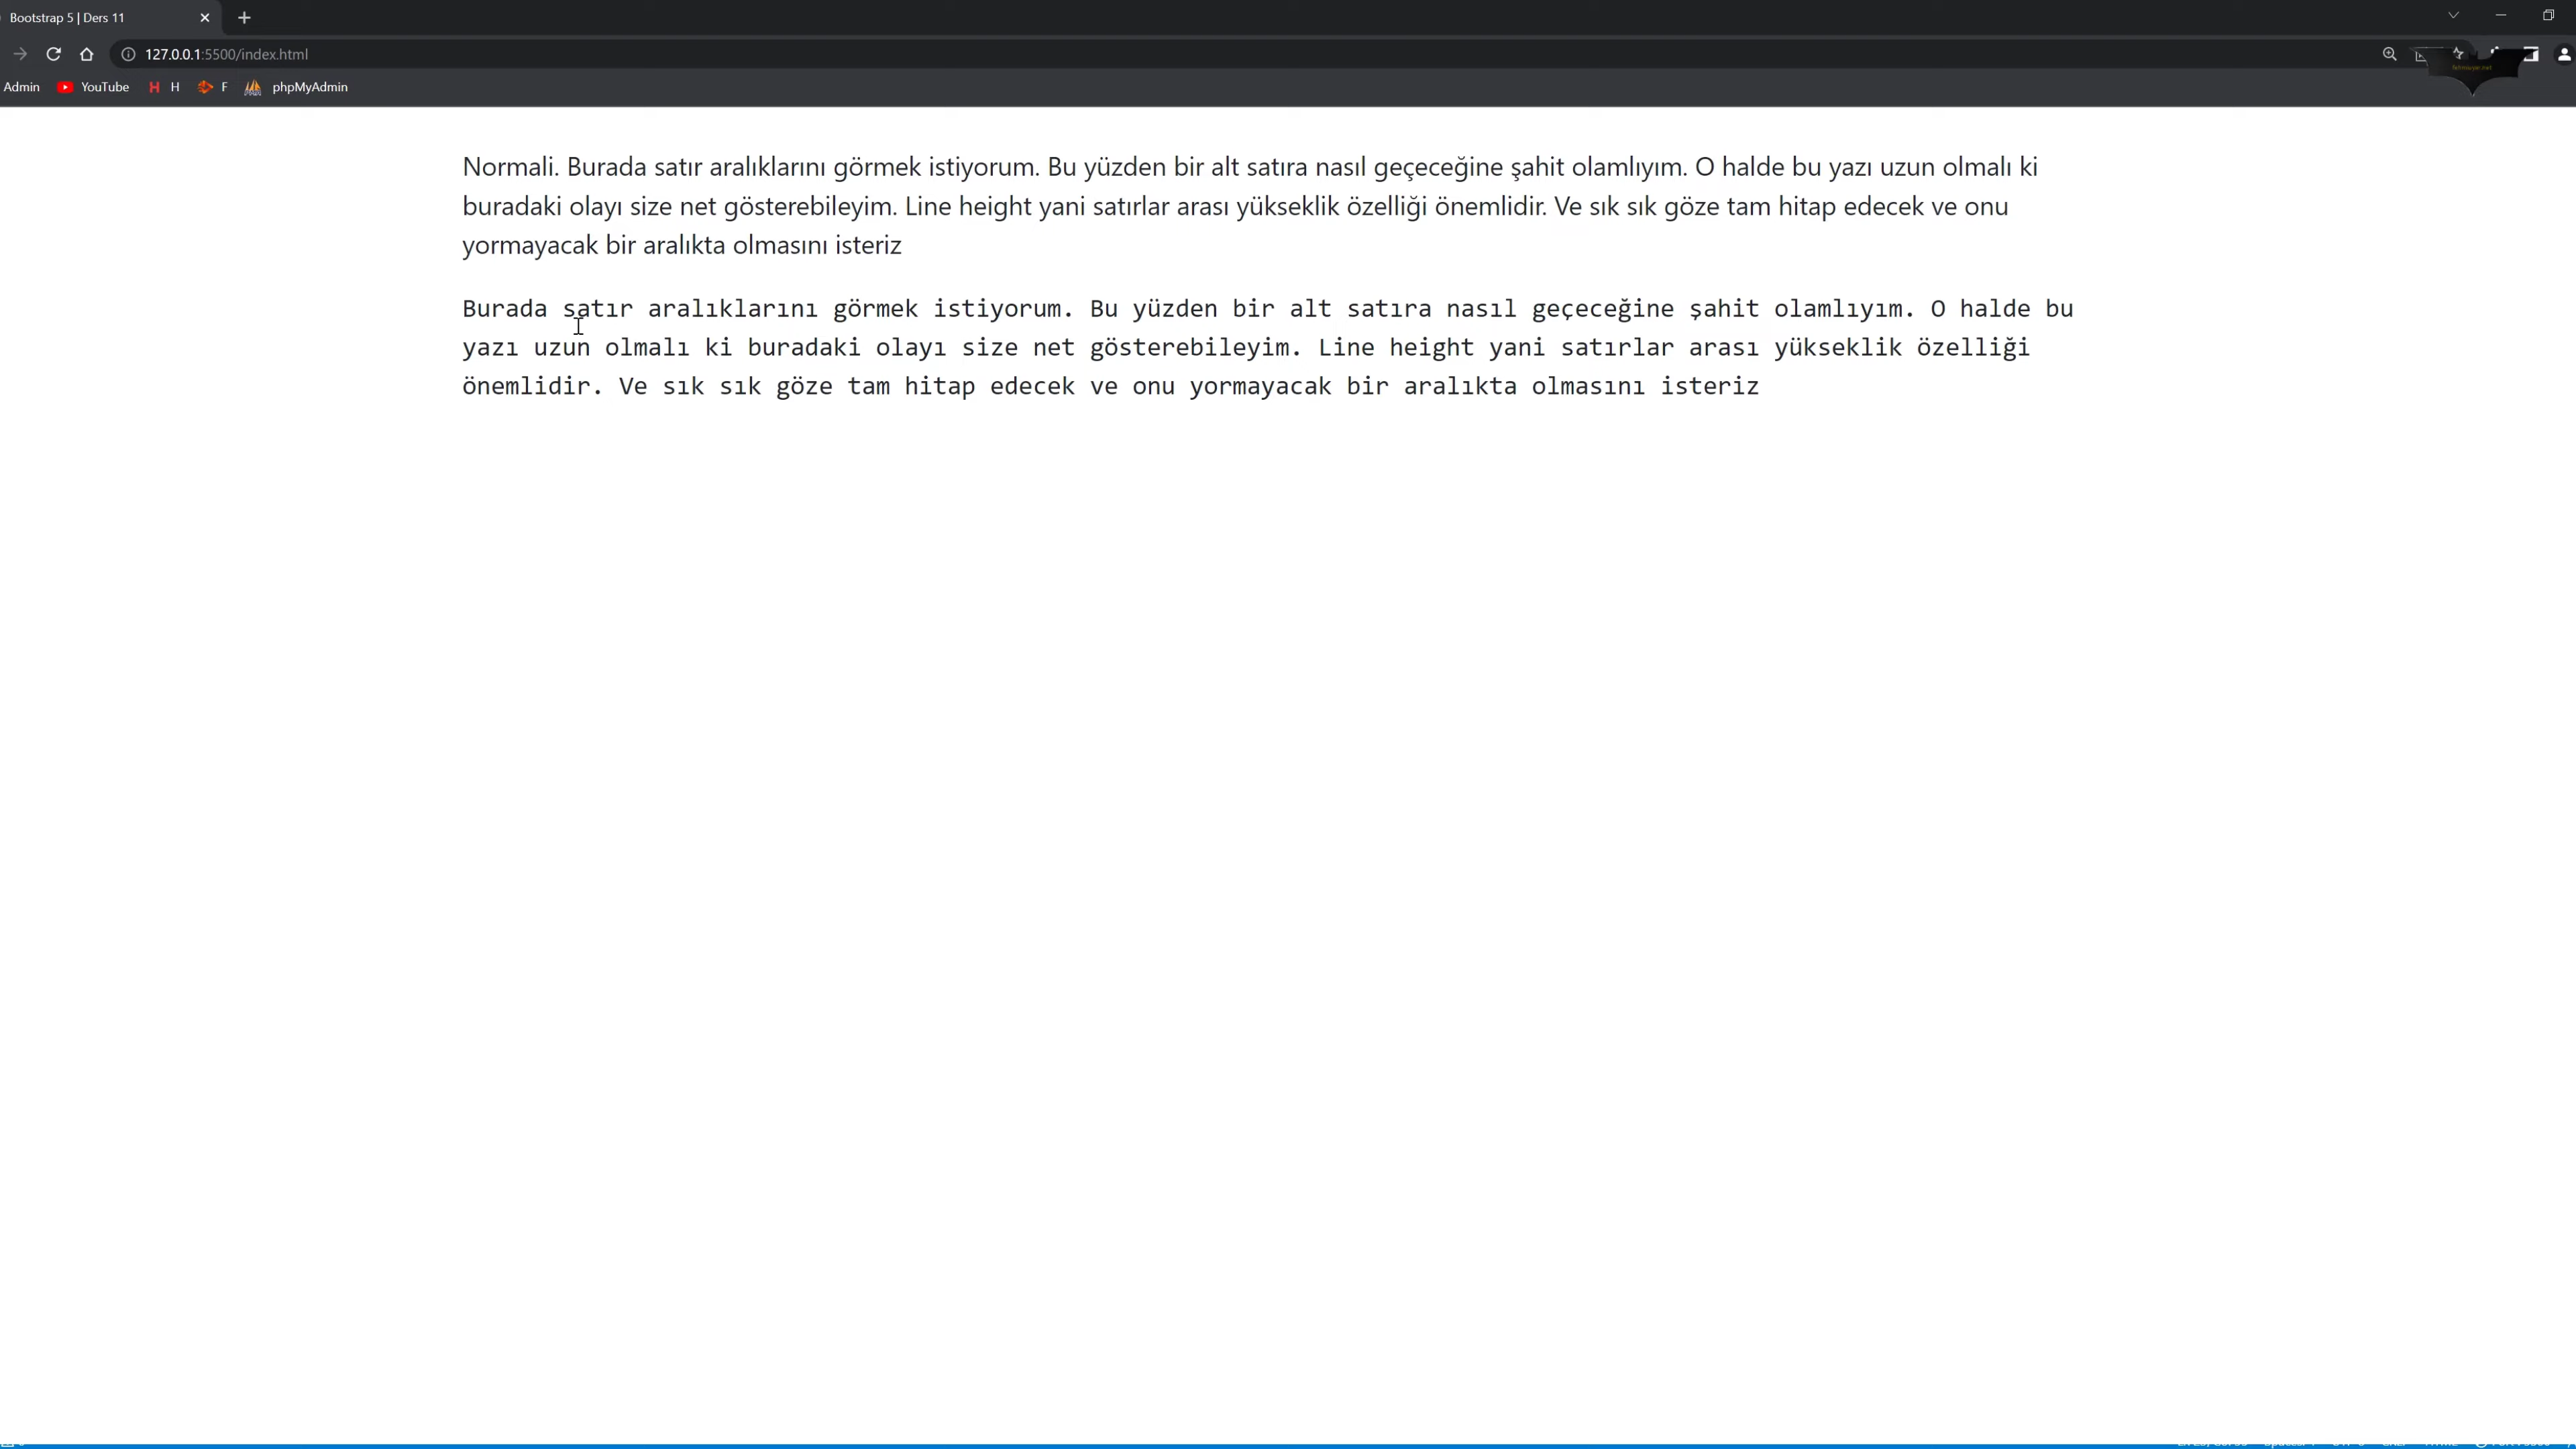 Bootstrap 5 | Ders 11
127.0.0.1:5500/index.html
Admin YouTube H F phpMyAdmin
Normali. Burada satır aralıklarını görmek istiyorum. Bu yüzden bir alt satıra nasıl geçeceğine şahit olamlıyım. O halde bu yazı uzun olmalı ki
buradaki olayı size net gösterebileyim. Line height yani satırlar arası yükseklik özelliği önemlidir. Ve sık sık göze tam hitap edecek ve onu
yormayacak bir aralıkta olmasını isteriz
Burada satır aralıklarını görmek istiyorum. Bu yüzden bir alt satıra nasıl geçeceğine şahit olamlıyım. O halde bu
yazı uzun olmalı ki buradaki olayı size net gösterebileyim. Line height yani satırlar arası yükseklik özelliği
önemlidir. Ve sık sık göze tam hitap edecek ve onu yormayacak bir aralıkta olmasını isteriz